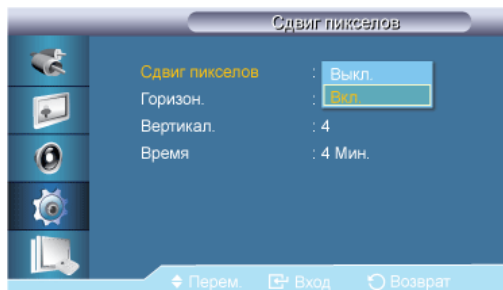 Сдвиг пикселов
Сдвиг пикселов : Выкл.
Горизон. : Вкл.
Вертикал. : 4
Время : 4 Мин.
Перем. Вход Возврат